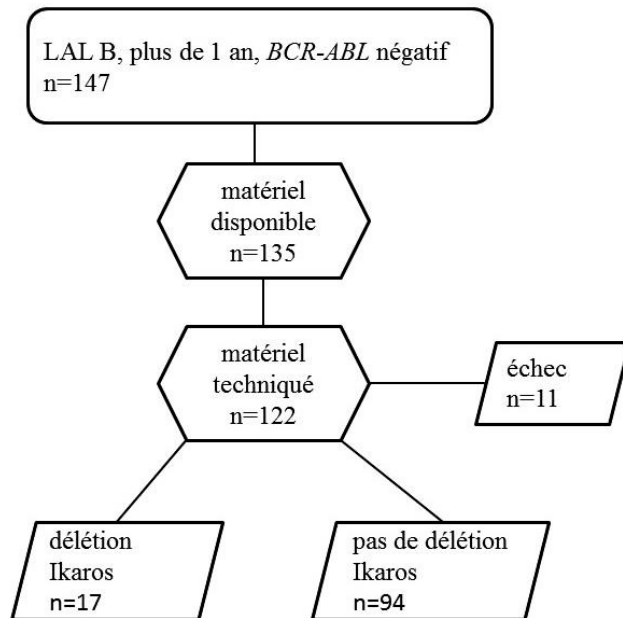 LAL B, plus de 1 an, BCR-ABL négatif
n=147
matériel
disponible
n=135
matériel
techniqué
n=122
échec
n=11
délétion
Ikaros
n=17
pas de délétion
Ikaros
n=94